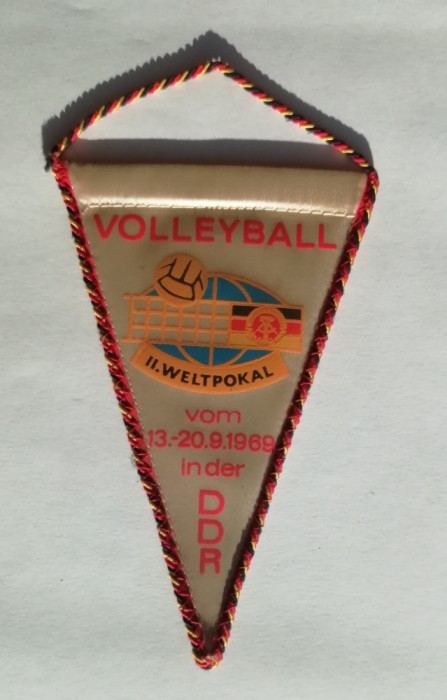 VOLLEYBALL
II.WELTPOKAL
vom
13.-20.9.1969
in der
D
D
R